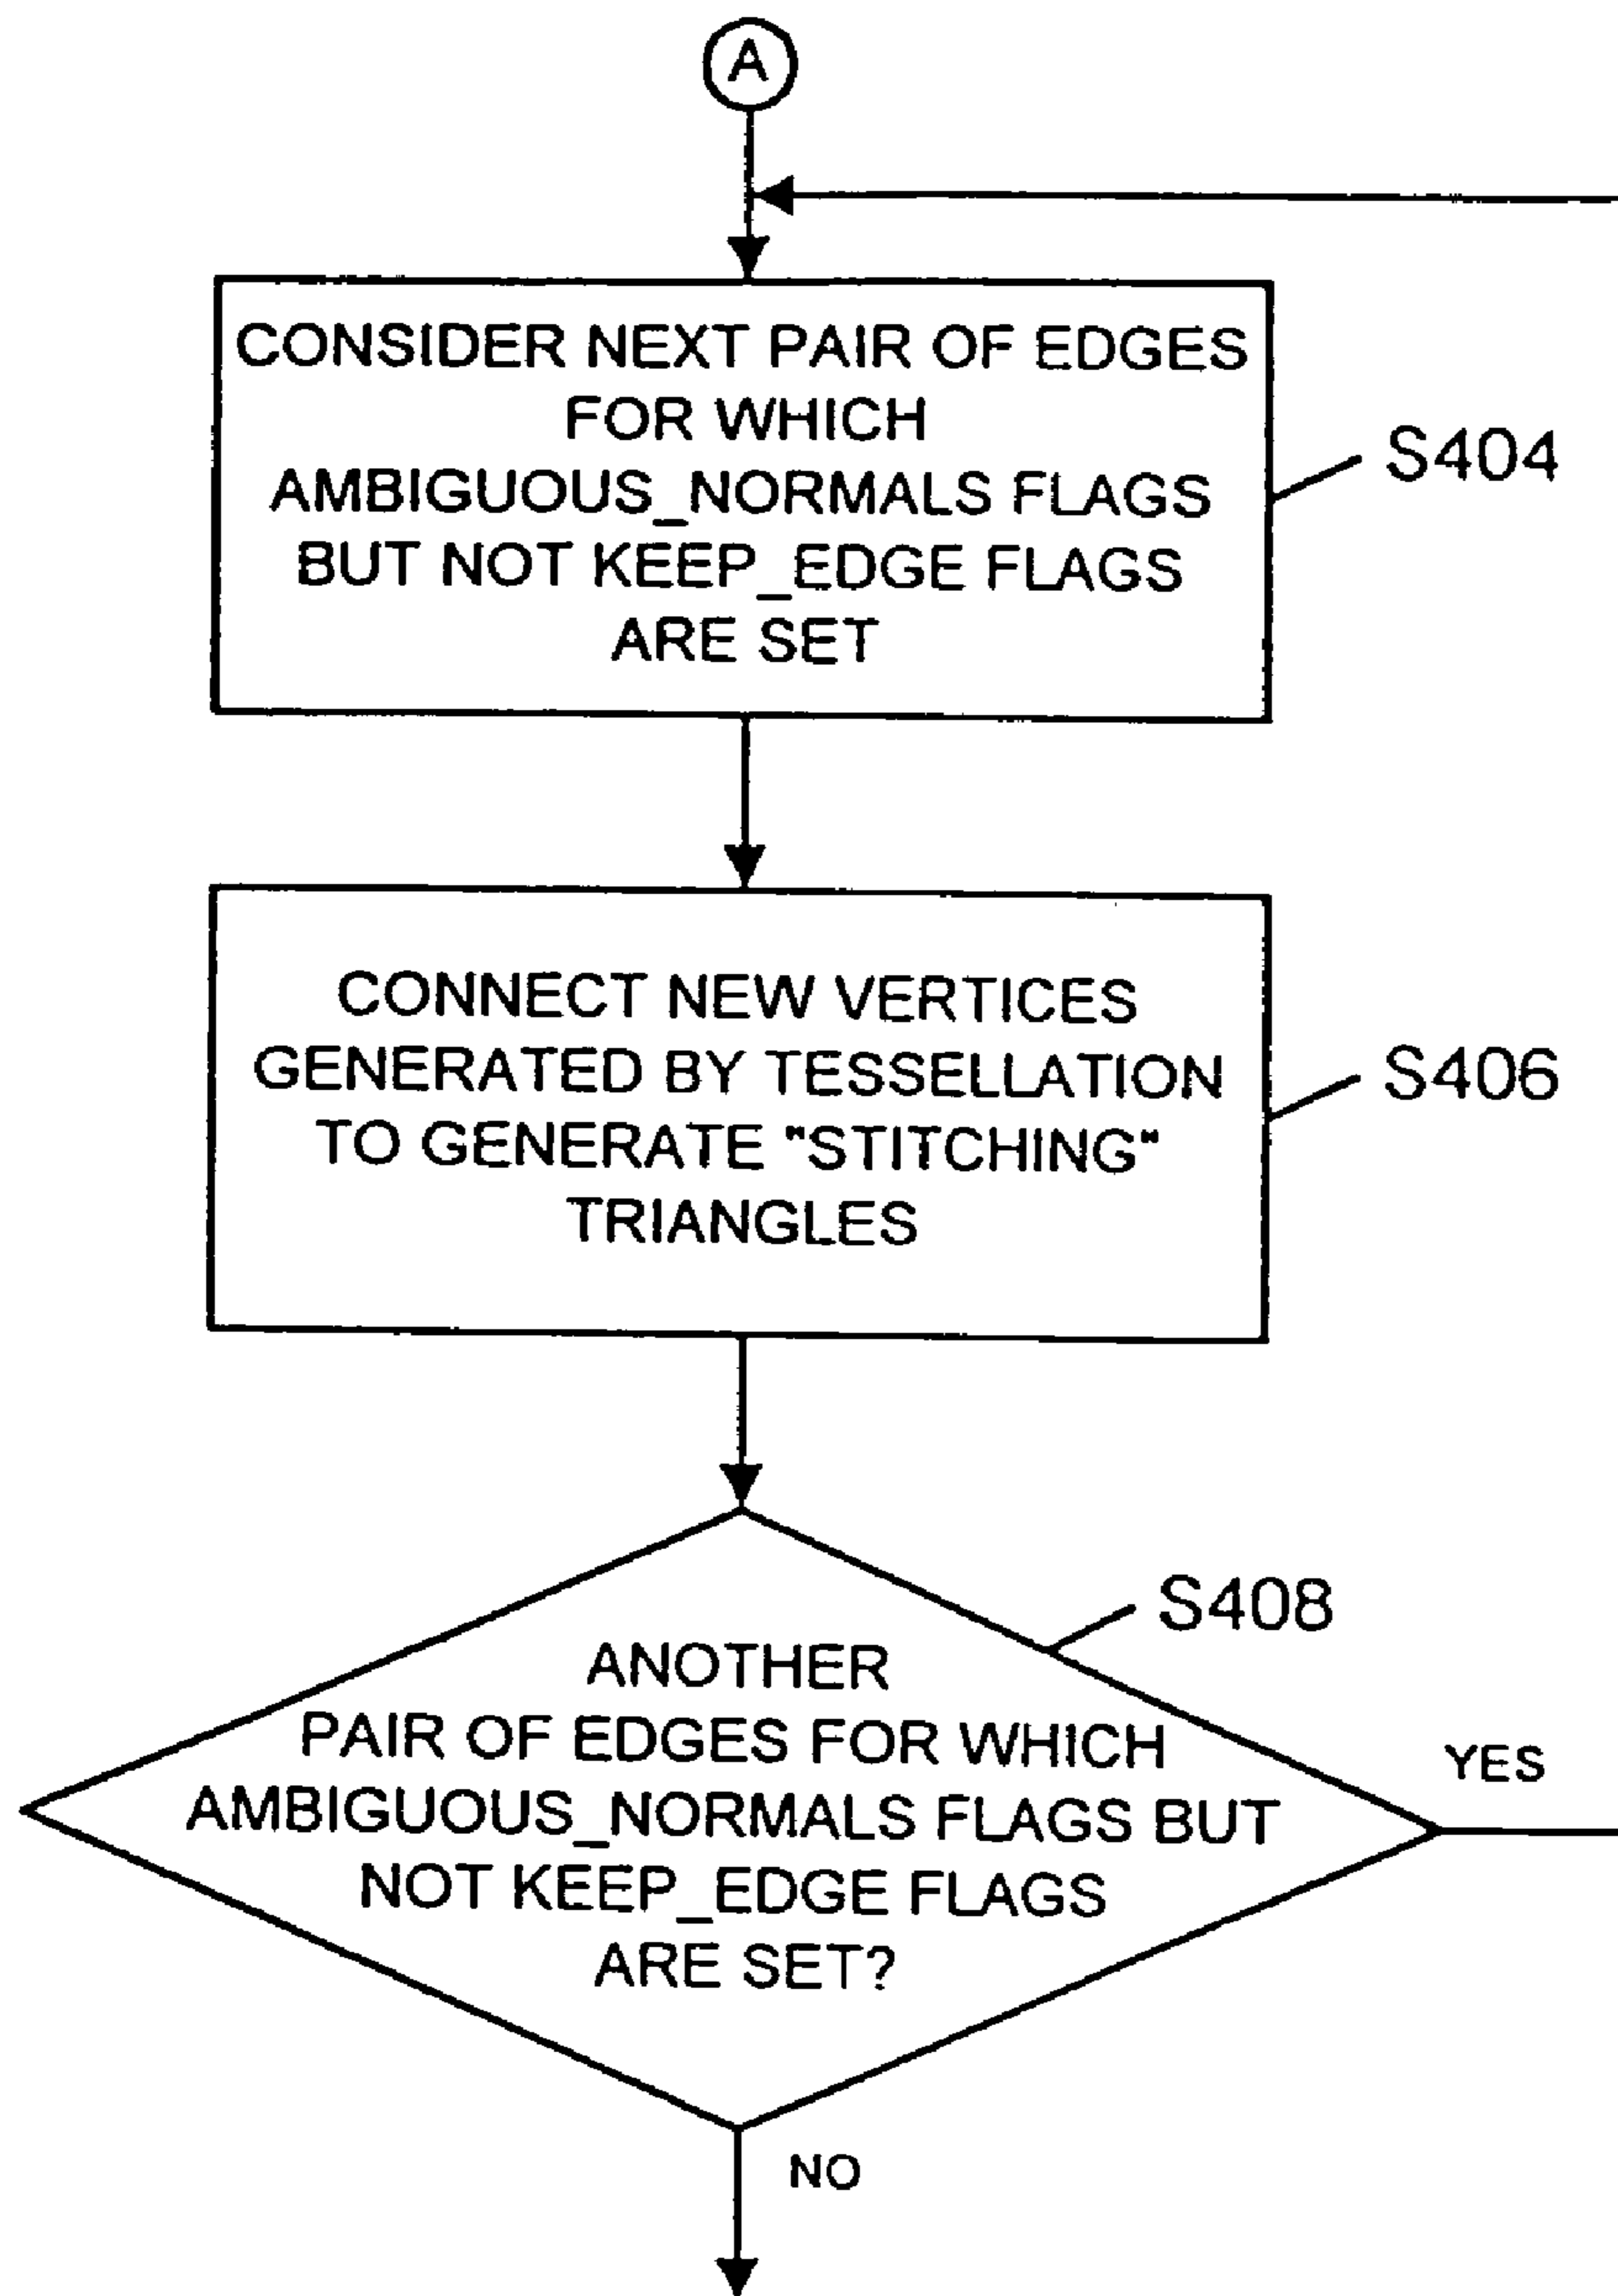 A
CONSIDER NEXT PAIR OF EDGES
FOR WHICH
AMBIGUOUS_NORMALS FLAGS
BUT NOT KEEP_EDGE FLAGS
ARE SET
S404
CONNECT NEW VERTICES
GENERATED BY TESSELLATION
TO GENERATE "STITCHING"
TRIANGLES
S406
S408
ANOTHER
PAIR OF EDGES FOR WHICH
AMBIGUOUS_NORMALS FLAGS BUT
NOT KEEP_EDGE FLAGS
ARE SET?
YES
NO